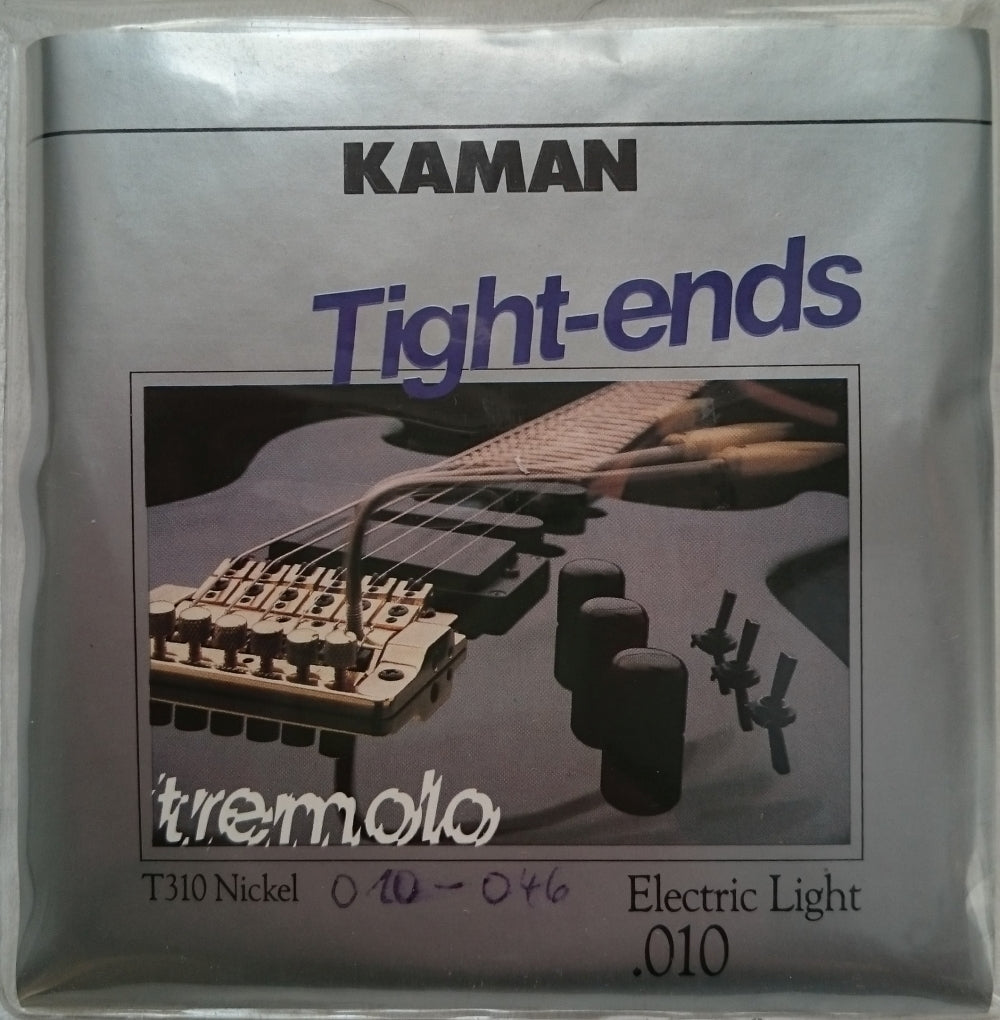 KAMAN
Tight-ends
tremolo
T310 Nickel 010-046 Electric Light
.010